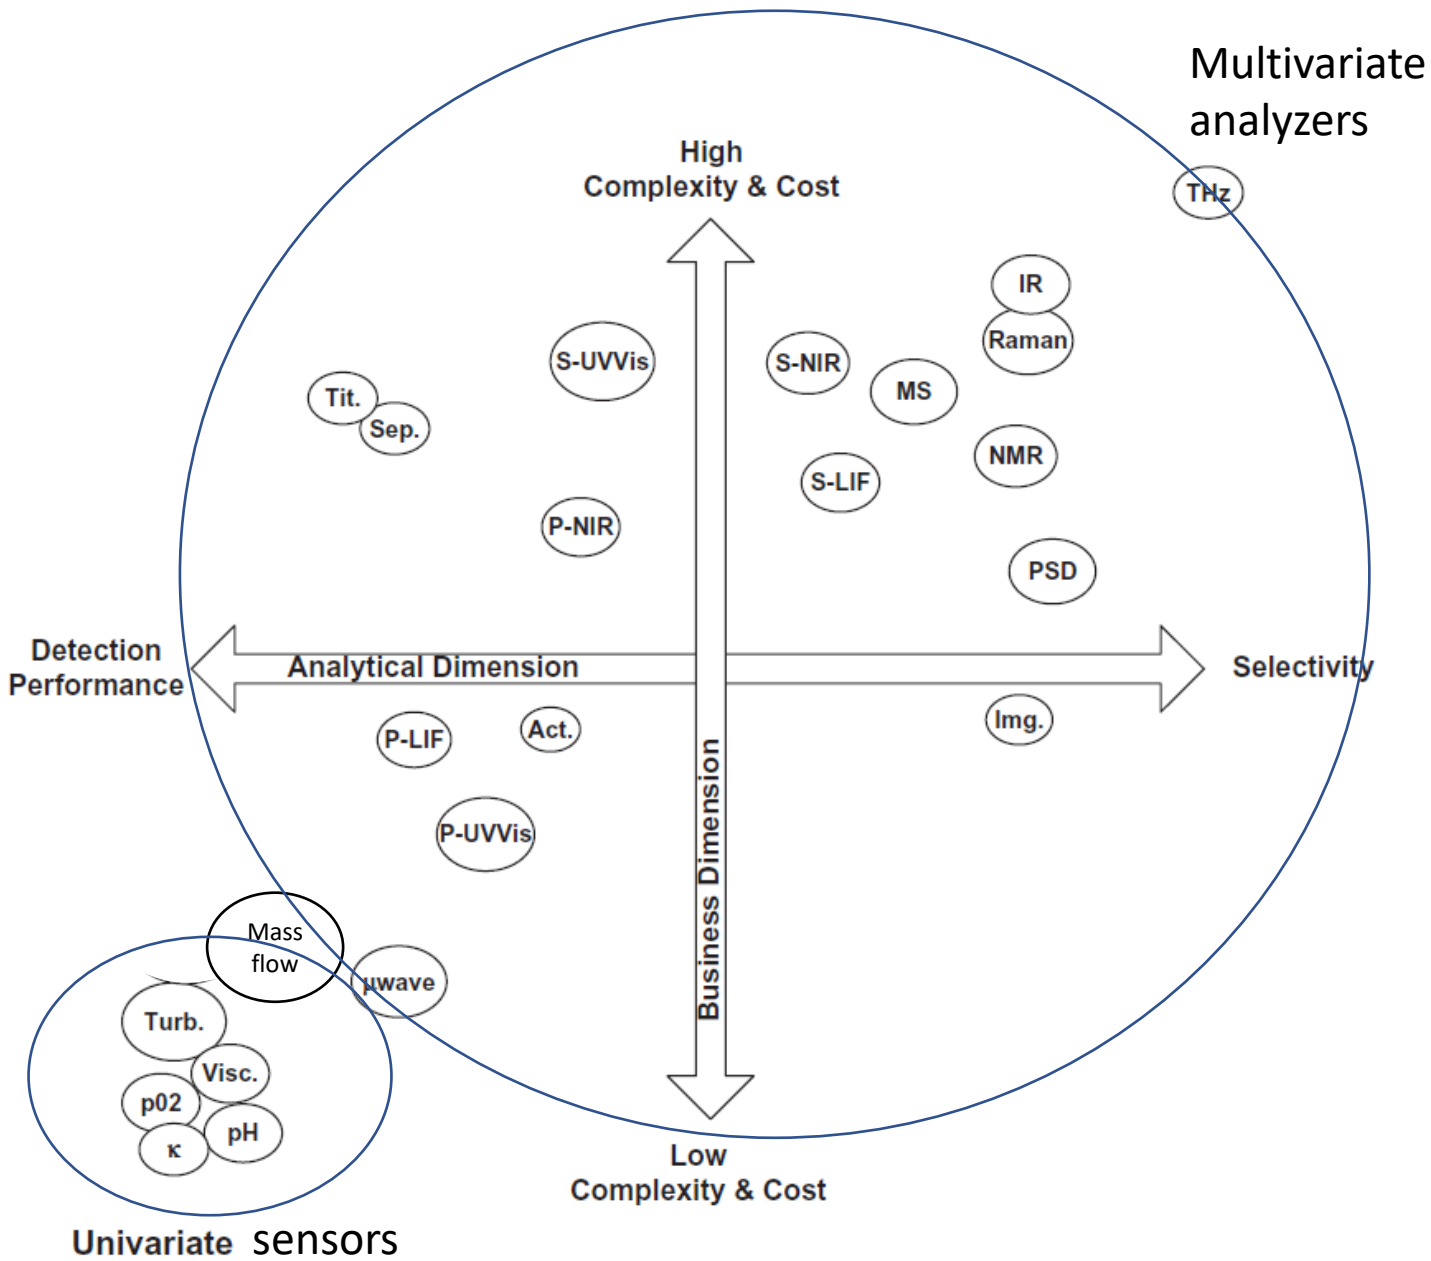 Multivariate
analyzers
High
Complexity & Cost
THz
IR
Raman
S-UVVis
S-NIR
MS
Tit.
Sep.
NMR
S-LIF
P-NIR
PSD
Detection
Performance
Analytical Dimension
Selectivity
Img.
P-LIF
Act.
P-UVVis
Business Dimension
Mass
flow
µwave
Turb.
Visc.
p02
pH
κ
Low
Complexity & Cost
Univariate sensors